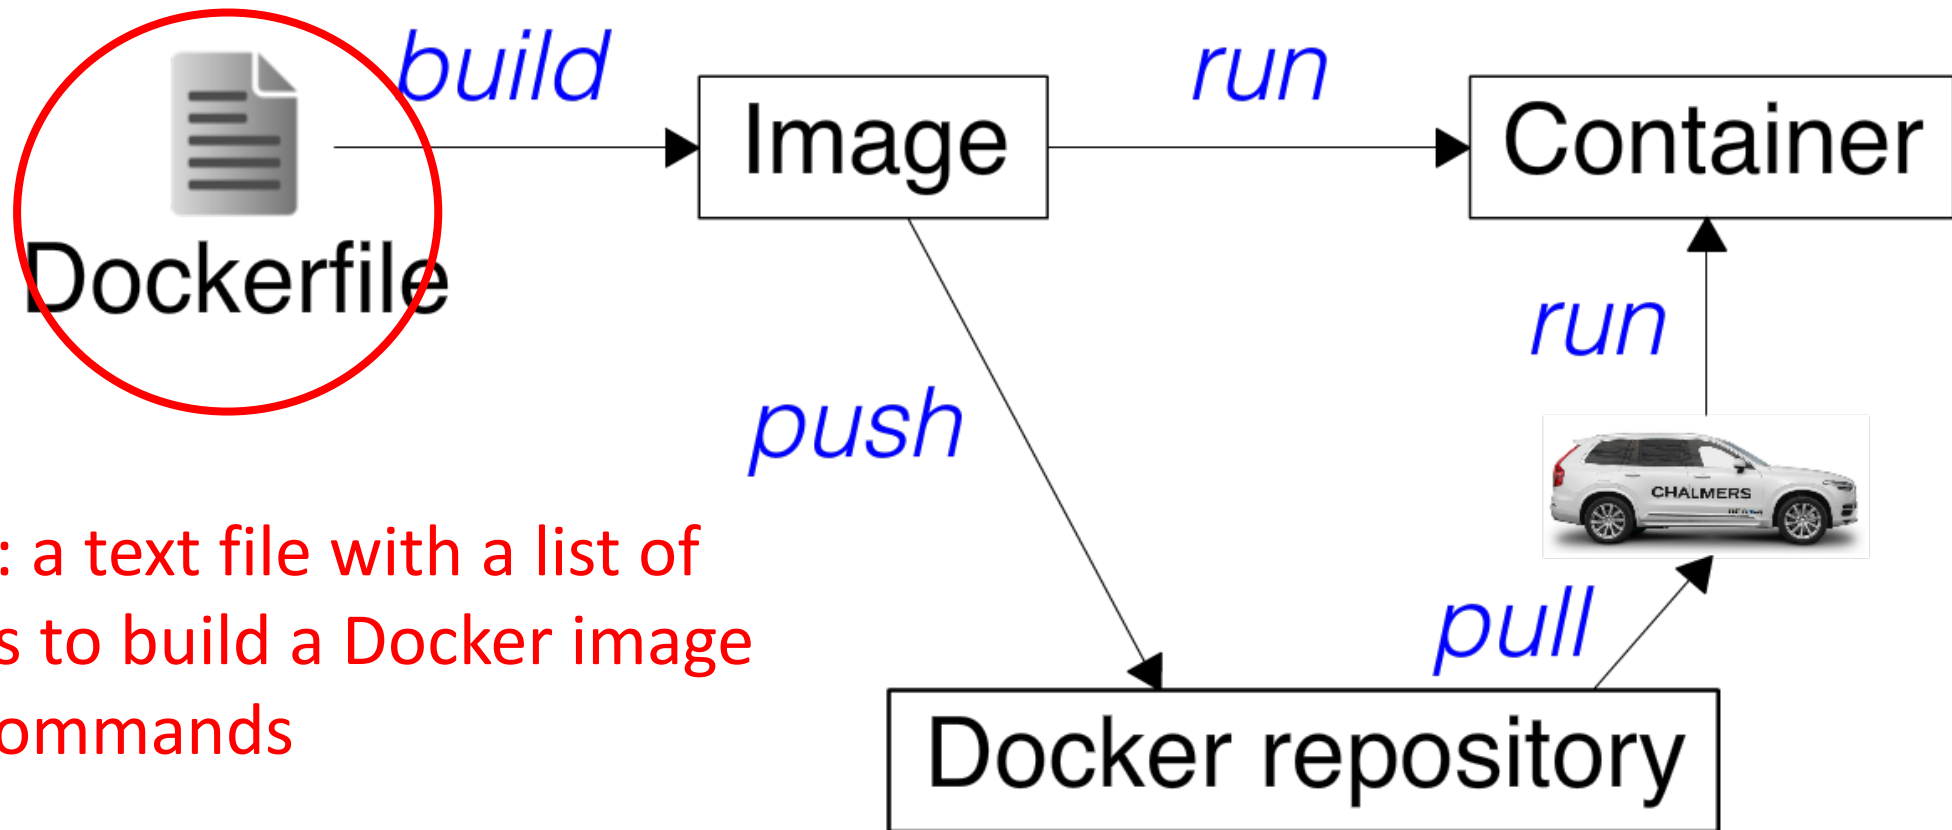 build
run
Image
Container
Dockerfile
run
push
CHALMERS
: a text file with a list of
s to build a Docker image
ommands
pull
Docker repository